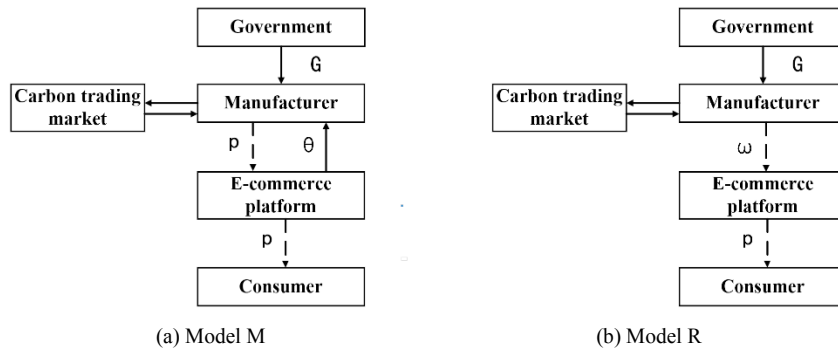 Government
G
Carbon trading
market
Manufacturer
p
θ
E-commerce
platform
p
Consumer
(a) Model M
Government
G
Carbon trading
market
Manufacturer
ω
E-commerce
platform
p
Consumer
(b) Model R